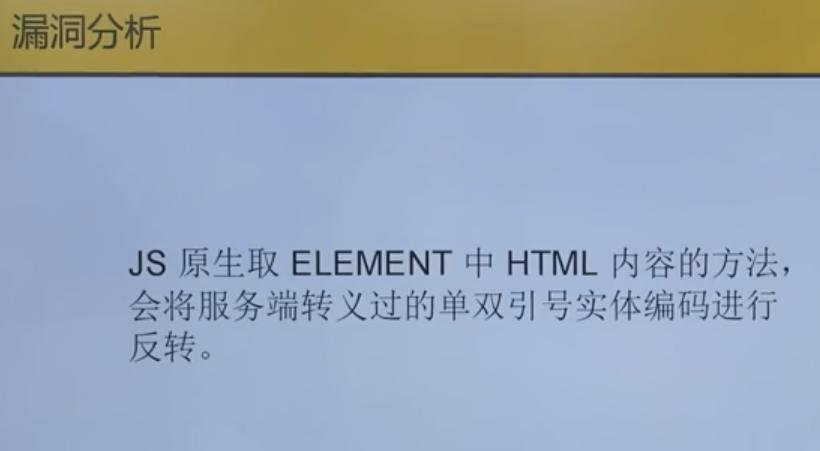 漏洞分析
JS 原生取 ELEMENT 中 HTML 内容的方法，
会将服务端转义过的单双引号实体编码进行
反转。